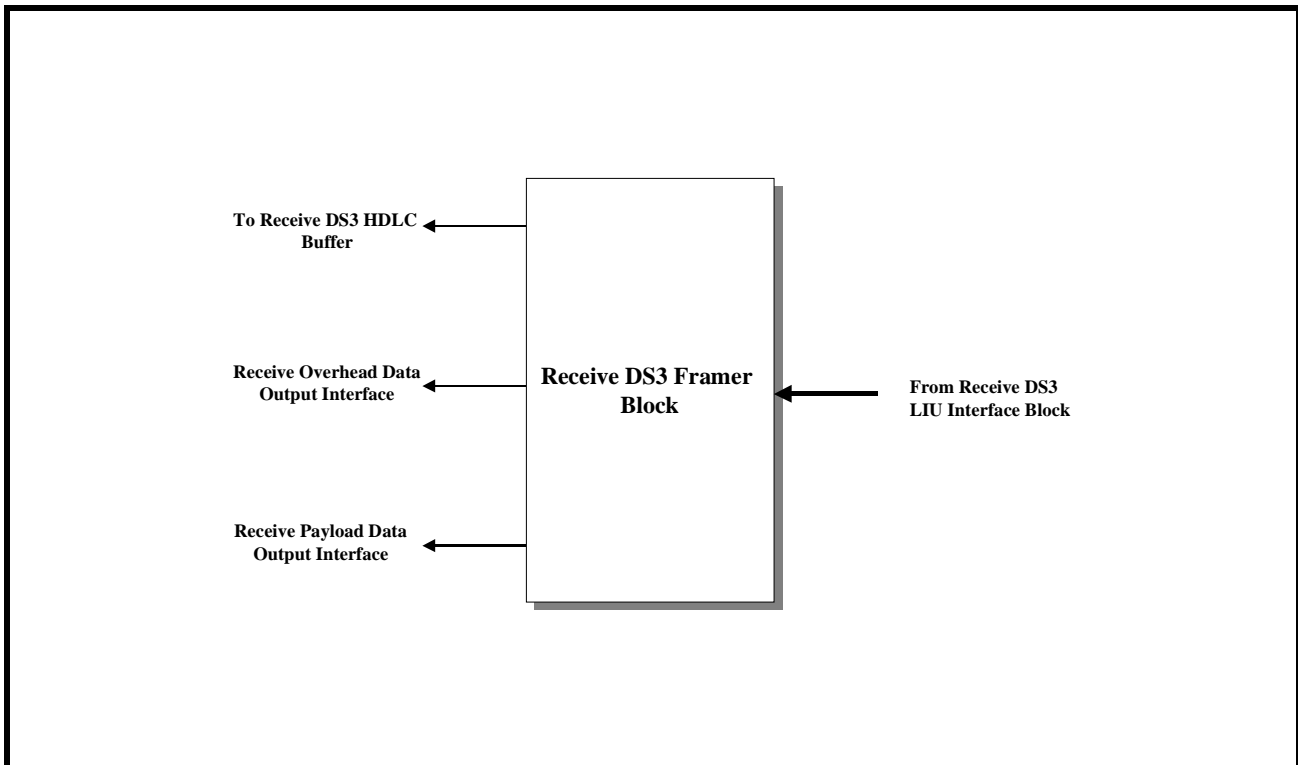 To Receive DS3 HDLC
Buffer
Receive Overhead Data
Output Interface
Receive Payload Data
Output Interface
Receive DS3 Framer
Block
From Receive DS3
LIU Interface Block